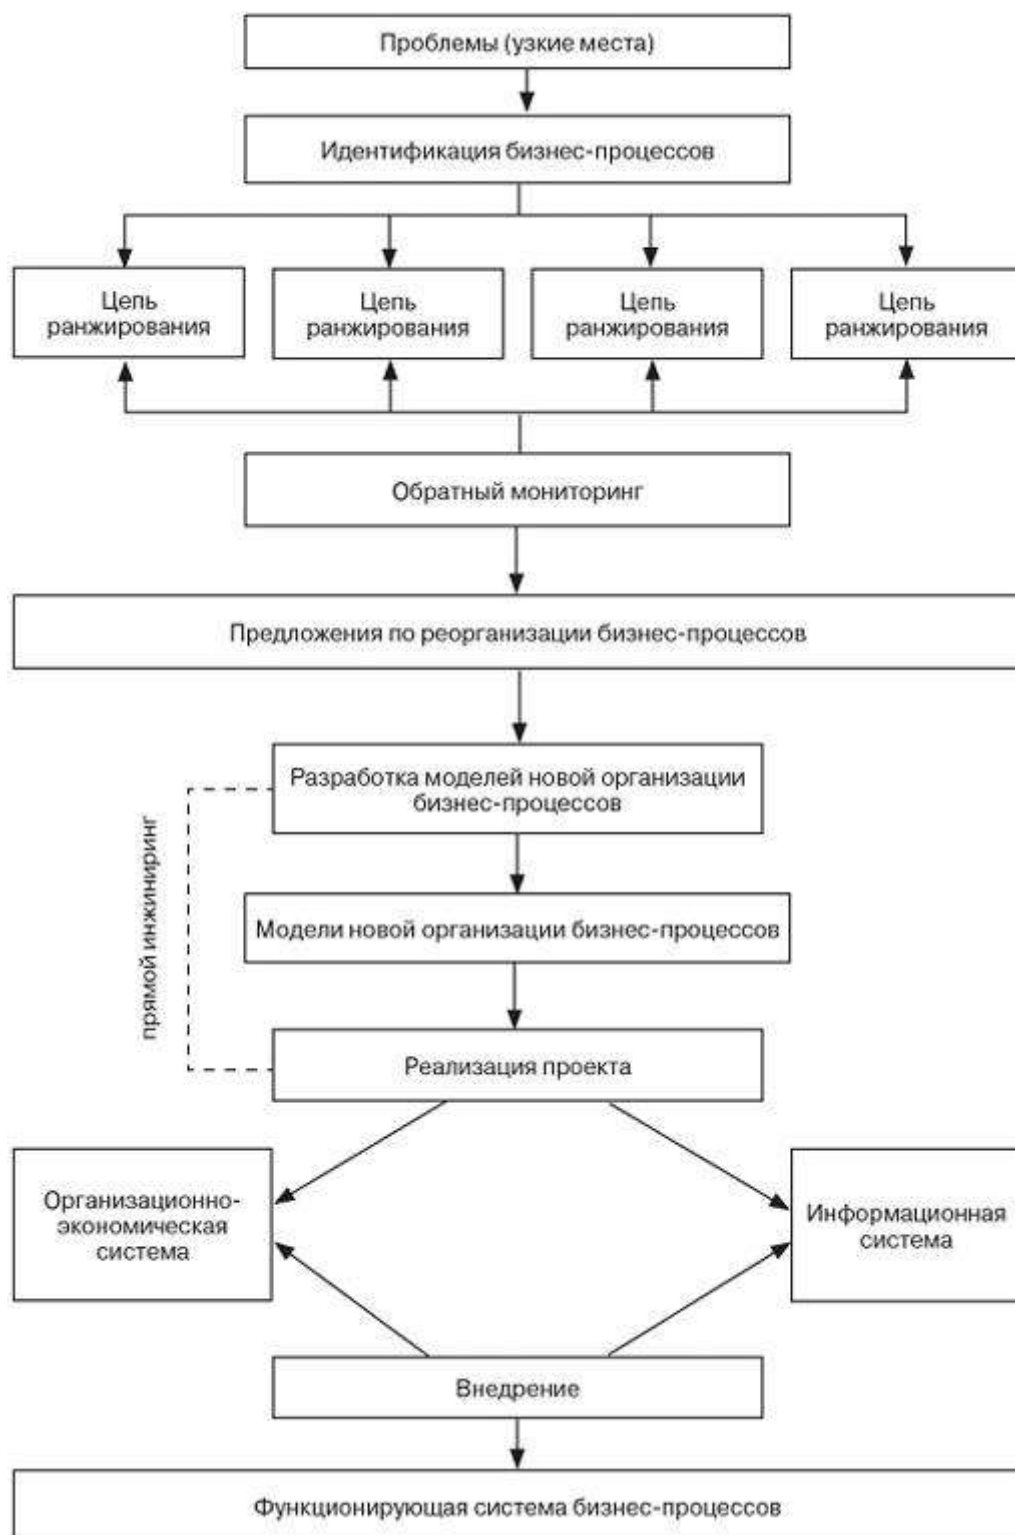 Проблемы (узкие места)
Идентификация бизнес-процессов
Цепь
ранжирования
Цепь
ранжирования
Цепь
ранжирования
Цепь
ранжирования
Обратный мониторинг
Предложения по реорганизации бизнес-процессов
Разработка моделей новой организации
бизнес-процессов
прямой инжиниринг
Модели новой организации бизнес-процессов
Реализация проекта
Организационно-
экономическая
система
Информационная
система
Внедрение
Функционирующая система бизнес-процессов